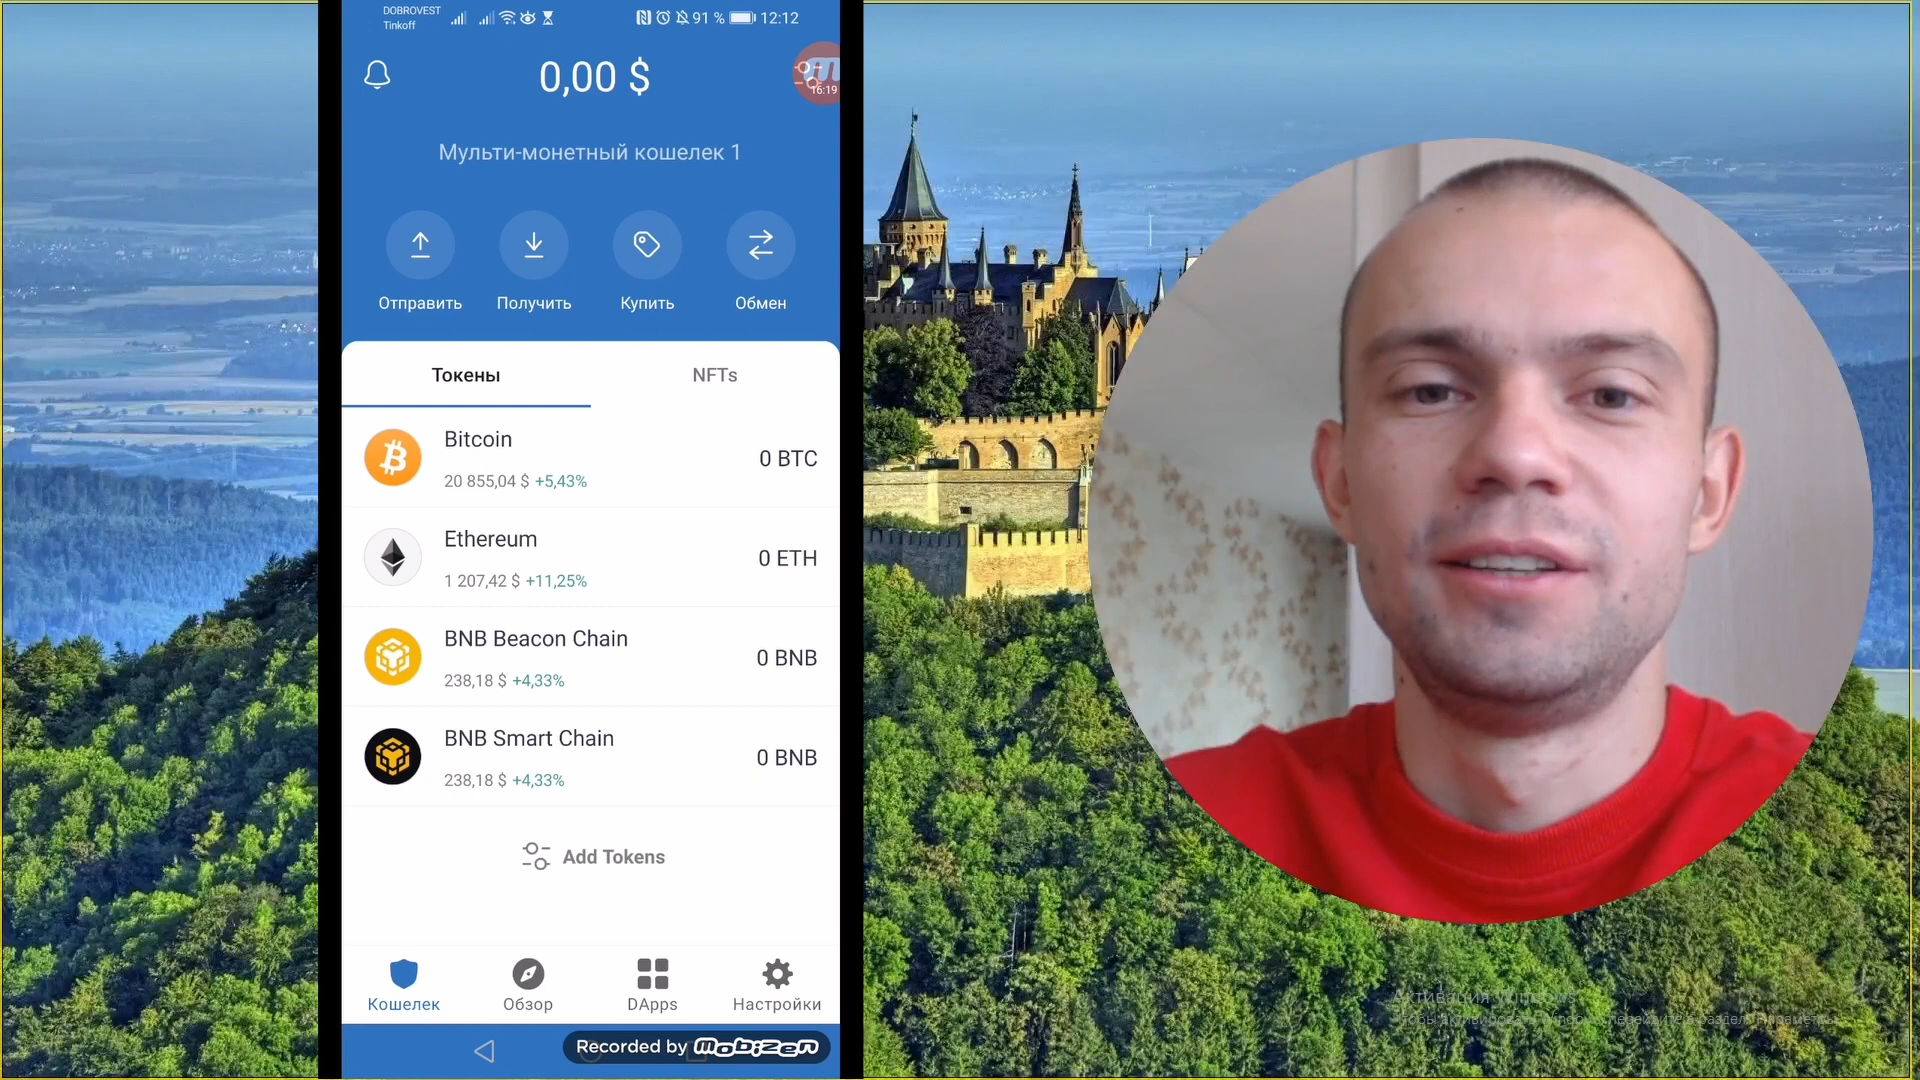 DOBROVEST
Tinkoff
91 %
12:12
0,00 $
16:19
Мульти-монетный кошелек 1
Отправить
Получить
Купить
Обмен
Токены
NFTs
Bitcoin
20 855,04 $ +5,43%
0 BTC
Ethereum
1 207,42 $ +11,25%
0 ETH
BNB Beacon Chain
238,18 $ +4,33%
0 BNB
BNB Smart Chain
238,18 $ +4,33%
0 BNB
Add Tokens
Кошелек
Обзор
DApps
Настройки
Recorded by mobizen
Активация Windows